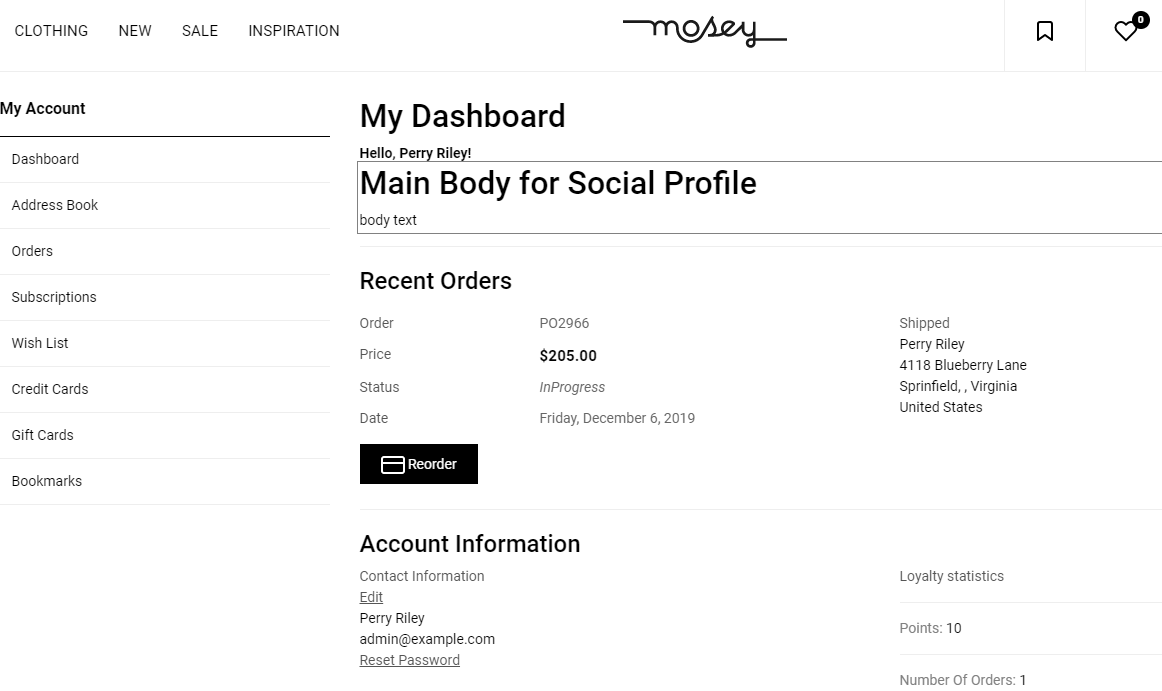 CLOTHING NEW SALE INSPIRATION mosey 0
My Account
Dashboard
Address Book
Orders
Subscriptions
Wish List
Credit Cards
Gift Cards
Bookmarks
My Dashboard
Hello, Perry Riley!
Main Body for Social Profile
body text
Recent Orders
Order PO2966
Price $205.00
Status InProgress
Date Friday, December 6, 2019
Shipped
Perry Riley
4118 Blueberry Lane
Sprinfield, , Virginia
United States
Reorder
Account Information
Contact Information
Edit
Perry Riley
admin@example.com
Reset Password
Loyalty statistics
Points: 10
Number Of Orders: 1